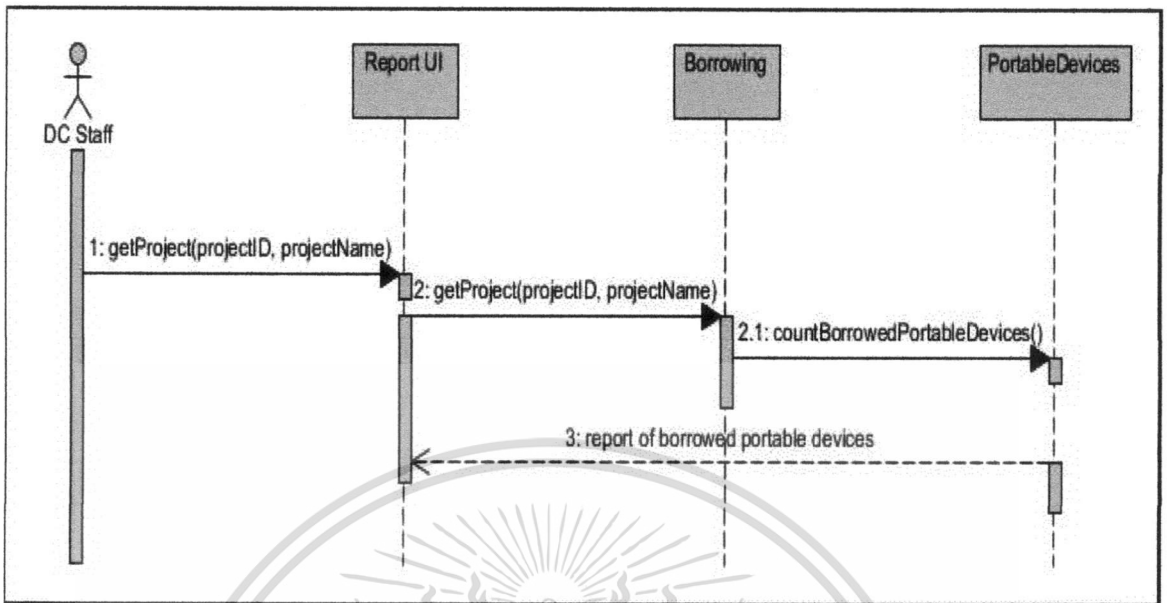 Report UI
Borrowing
PortableDevices
DC Staff
1: getProject(projectID, projectName)
2: getProject(projectID, projectName)
2.1: countBorrowedPortableDevices()
3: report of borrowed portable devices